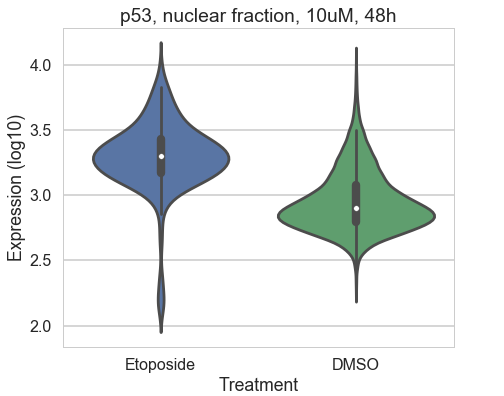 p53, nuclear fraction, 10uM, 48h
4.0
3.5
3.0
2.5
2.0
Expression (log10)
Etoposide DMSO
Treatment